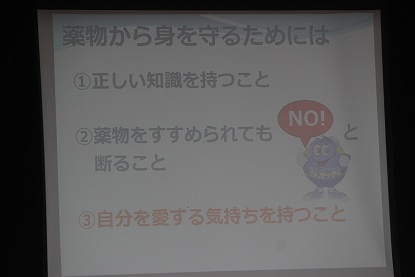 薬物から身を守るためには
①正しい知識を持つこと
②薬物をすすめられても NO! と
断ること
③自分を愛する気持ちを持つこと